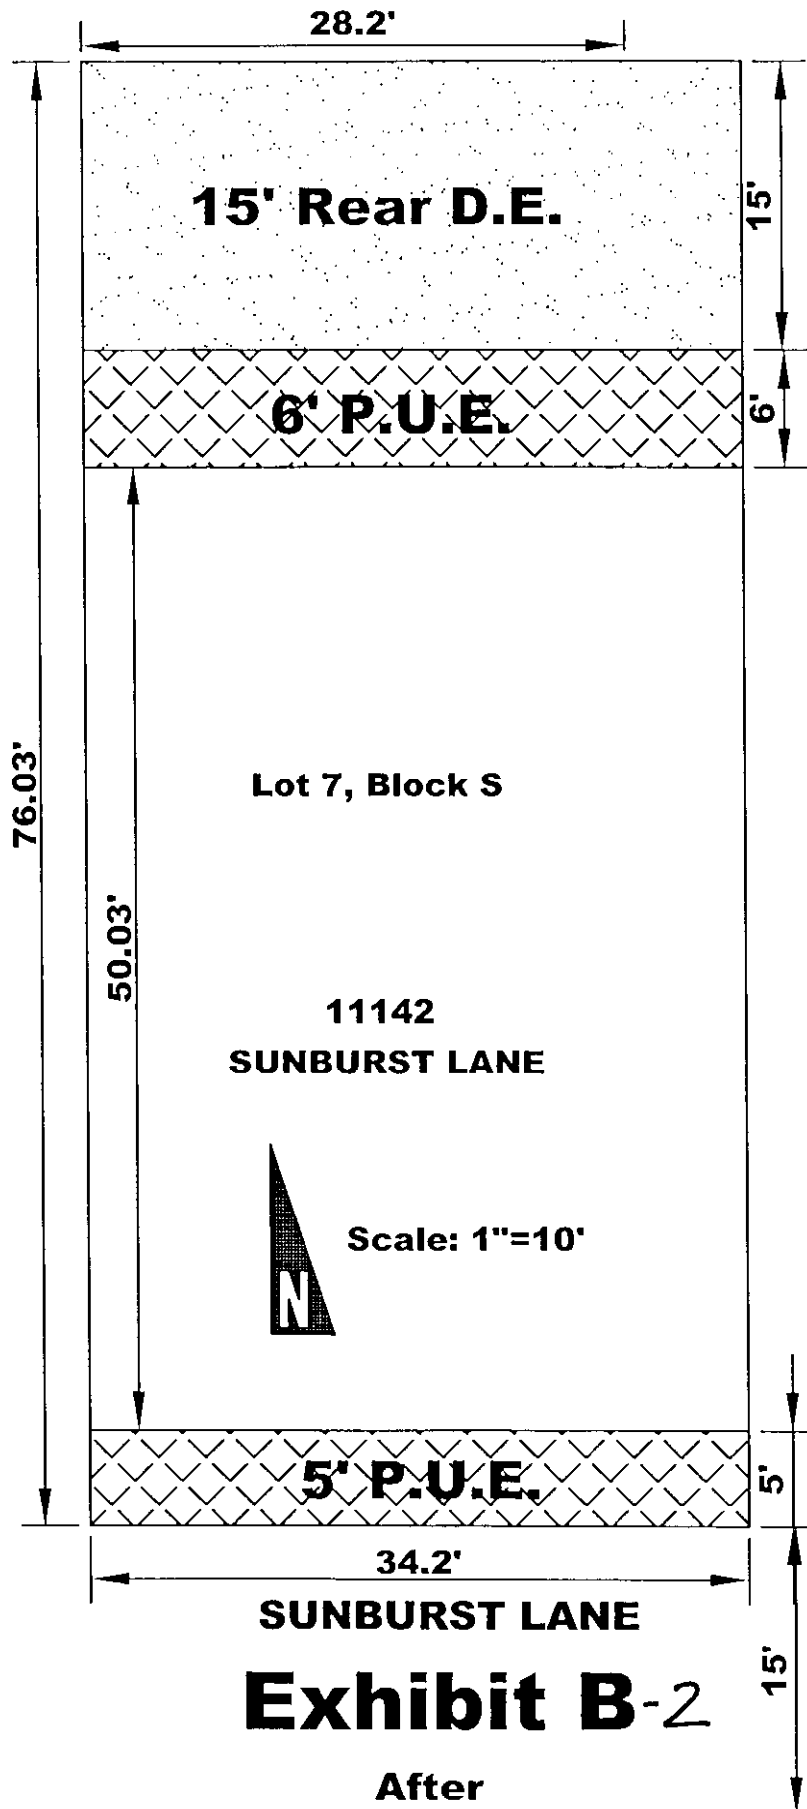 28.2'
15' Rear D.E.
15'
6' P.U.E.
6'
76.03'
Lot 7, Block S
50.03'
11142
SUNBURST LANE
Scale: 1"=10'
N
5' P.U.E.
5'
34.2'
SUNBURST LANE
15'
Exhibit B-2
After